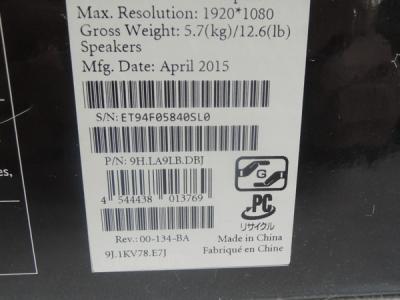 Max. Resolution: 1920*1080
Gross Weight: 5.7(kg)/12.6(lb)
Speakers
Mfg. Date: April 2015
S/N: ET94F05840SL0
P/N: 9H.LA9LB.DBJ
G
4 544438 013769
PC
リサイクル
Rev.: 00-134-BA
Made in China
9J.1KV78.E7J
Fabriqué en Chine
es,